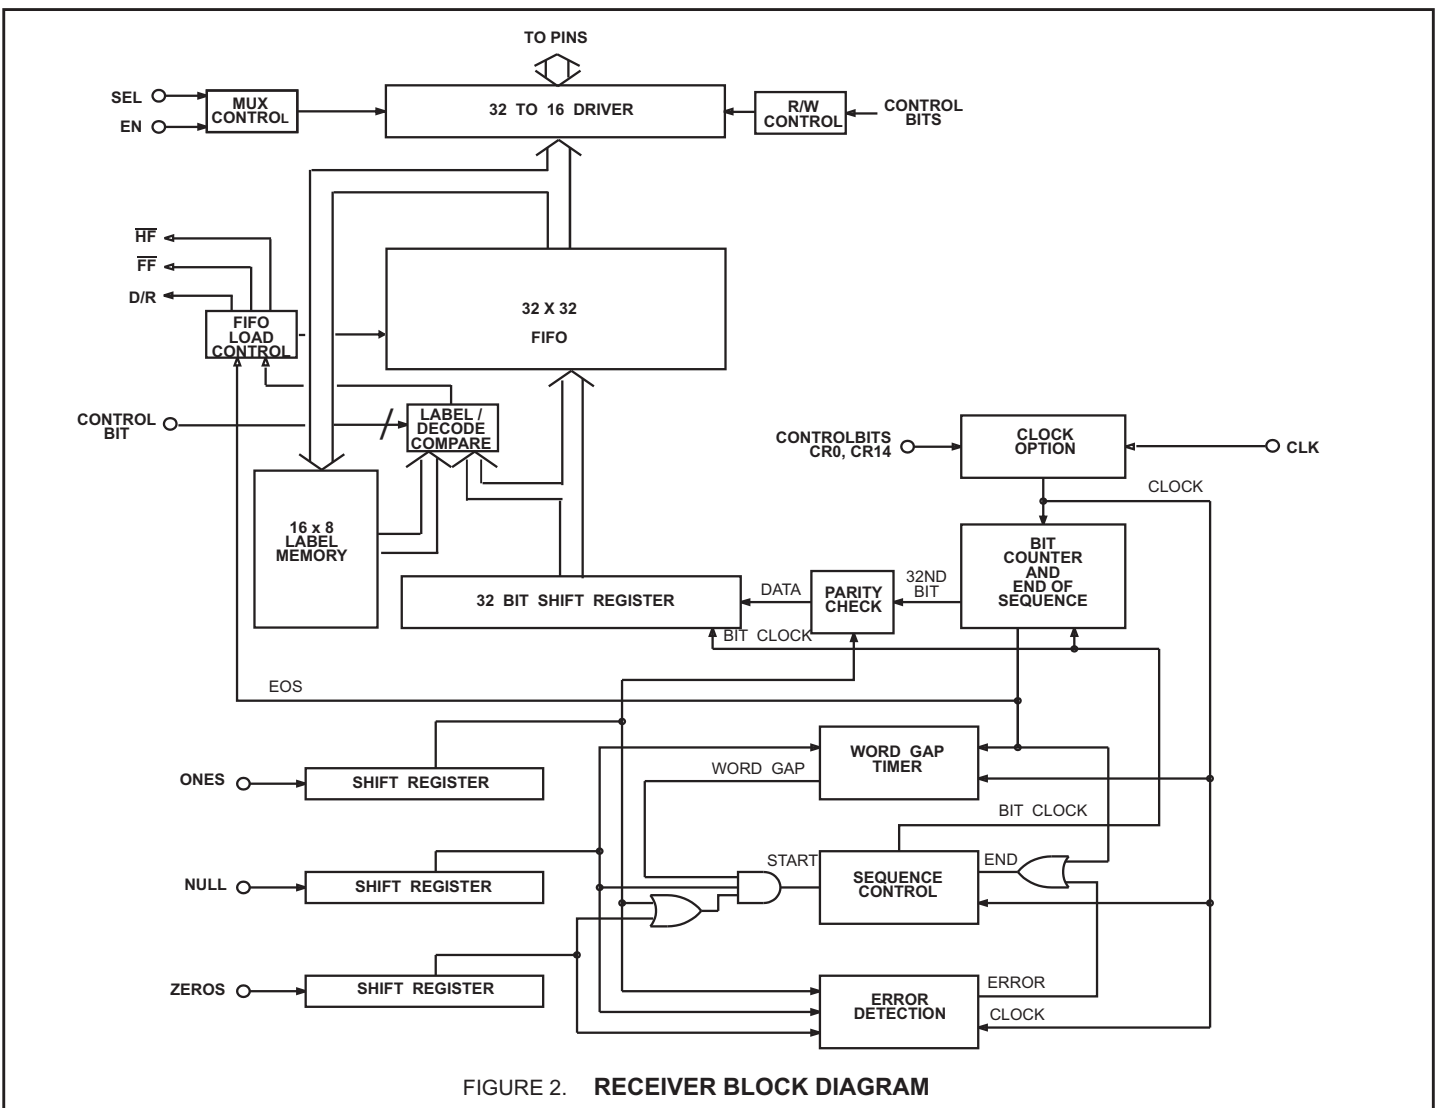 TO PINS
SEL
EN
MUX
CONTROL
32 TO 16 DRIVER
R/W
CONTROL
CONTROL
BITS
HF
FF
D/R
FIFO
LOAD
CONTROL
32 X 32
FIFO
CONTROL
BIT
LABEL /
DECODE
COMPARE
CONTROLBITS
CR0, CR14
CLOCK
OPTION
CLK
CLOCK
16 x 8
LABEL
MEMORY
BIT
COUNTER
AND
END OF
SEQUENCE
32 BIT SHIFT REGISTER
DATA
PARITY
CHECK
32ND
BIT
BIT CLOCK
EOS
ONES
SHIFT REGISTER
WORD GAP
WORD GAP
TIMER
BIT CLOCK
NULL
SHIFT REGISTER
START
SEQUENCE
CONTROL
END
ZEROS
SHIFT REGISTER
ERROR
DETECTION
ERROR
CLOCK
FIGURE 2. RECEIVER BLOCK DIAGRAM